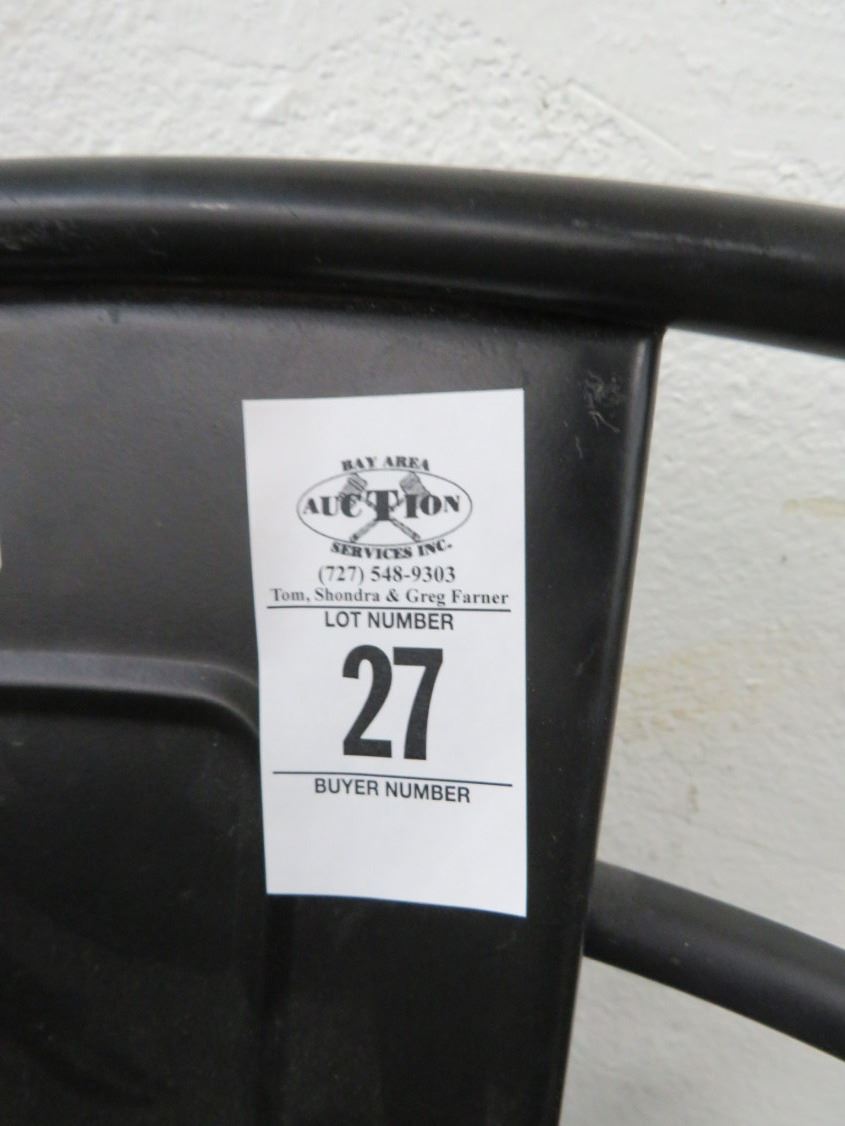 BAY AREA
AUCTION
SERVICES INC.
(727) 548-9303
Tom, Shondra & Greg Farner
LOT NUMBER
27
BUYER NUMBER